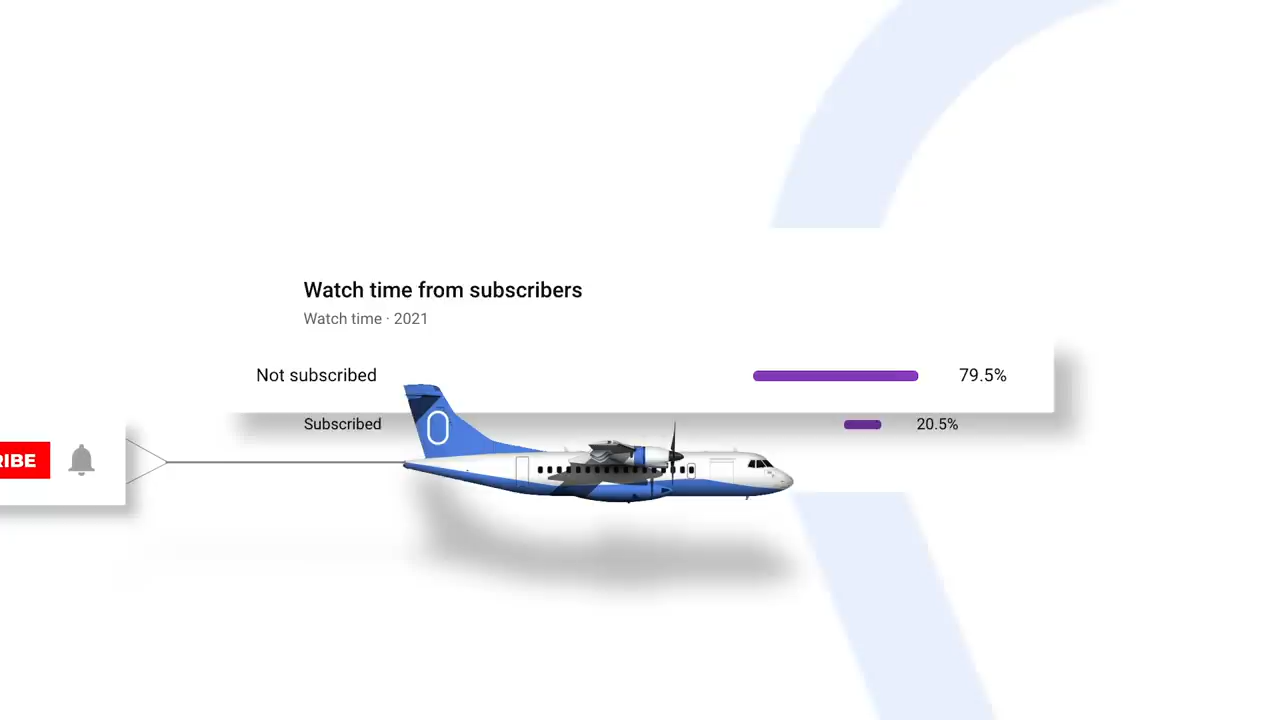 Watch time from subscribers
Watch time · 2021
Not subscribed 79.5%
Subscribed 20.5%
RIBE